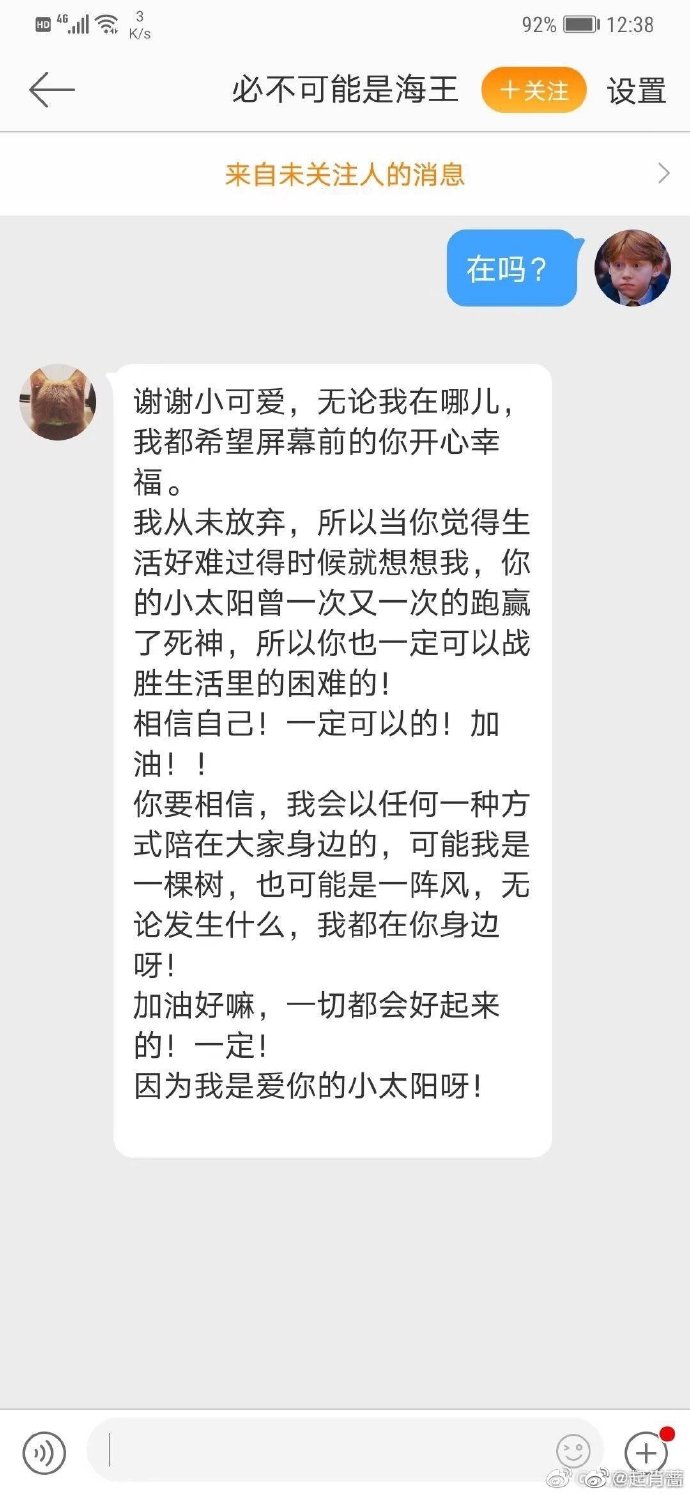 HD 4G 3 K/s 92% 12:38
必不可能是海王 +关注 设置
来自未关注人的消息
在吗？
谢谢小可爱，无论我在哪儿，
我都希望屏幕前的你开心幸
福。
我从未放弃，所以当你觉得生
活好难过得时候就想想我，你
的小太阳曾一次又一次的跑赢
了死神，所以你也一定可以战
胜生活里的困难的！
相信自己！一定可以的！加
油！！
你要相信，我会以任何一种方
式陪在大家身边的，可能我是
一棵树，也可能是一阵风，无
论发生什么，我都在你身边
呀！
加油好嘛，一切都会好起来
的！一定！
因为我是爱你的小太阳呀！